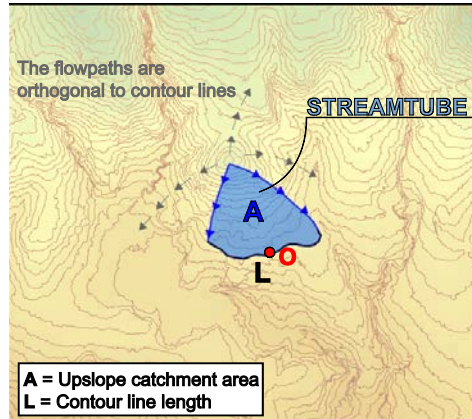 The flowpaths are
orthogonal to contour lines
STREAMTUBE
A
O
L
A = Upslope catchment area
L = Contour line length